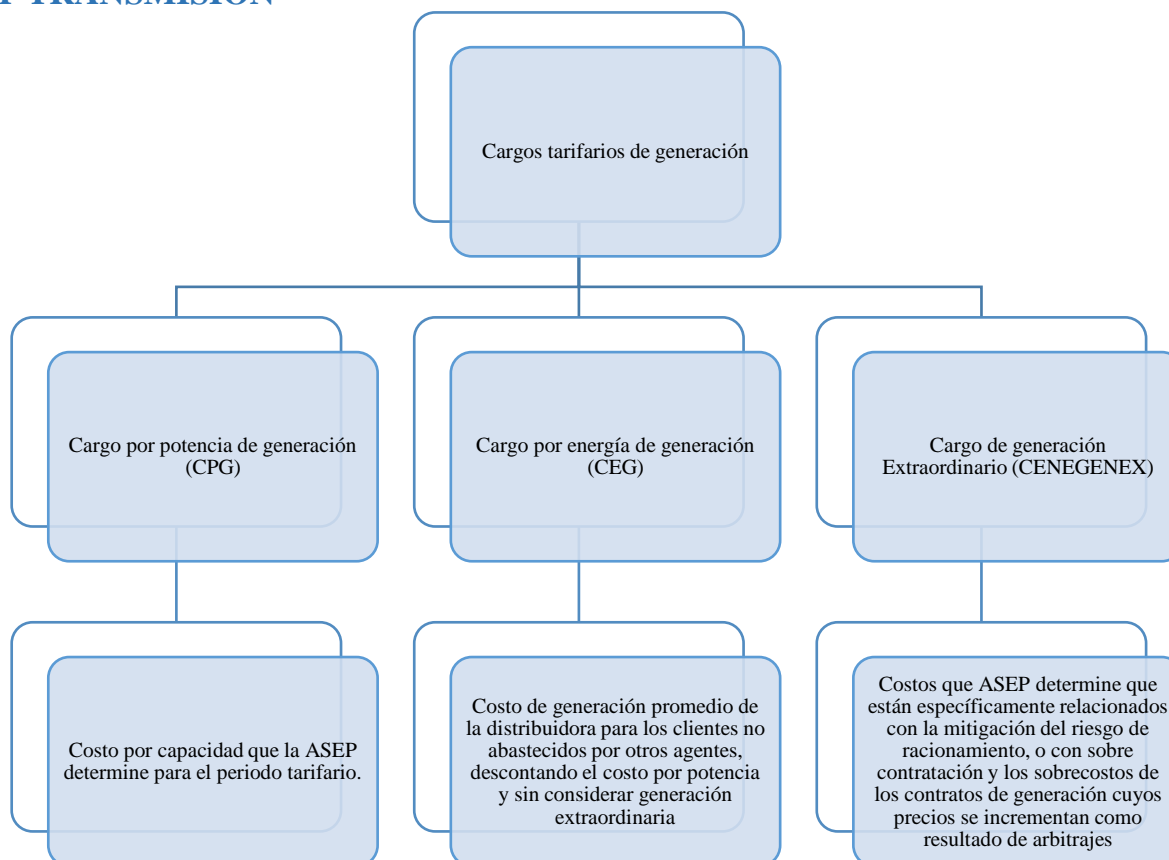 TRANSMISIÓN
Cargos tarifarios de generación
Cargo por potencia de generación
(CPG)
Cargo por energía de generación
(CEG)
Cargo de generación
Extraordinario (CENEGENEX)
Costo por capacidad que la ASEP
determine para el periodo tarifario.
Costo de generación promedio de
la distribuidora para los clientes no
abastecidos por otros agentes,
descontando el costo por potencia
y sin considerar generación
extraordinaria
Costos que ASEP determine que
están específicamente relacionados
con la mitigación del riesgo de
racionamiento, o con sobre
contratación y los sobrecostos de
los contratos de generación cuyos
precios se incrementan como
resultado de arbitrajes